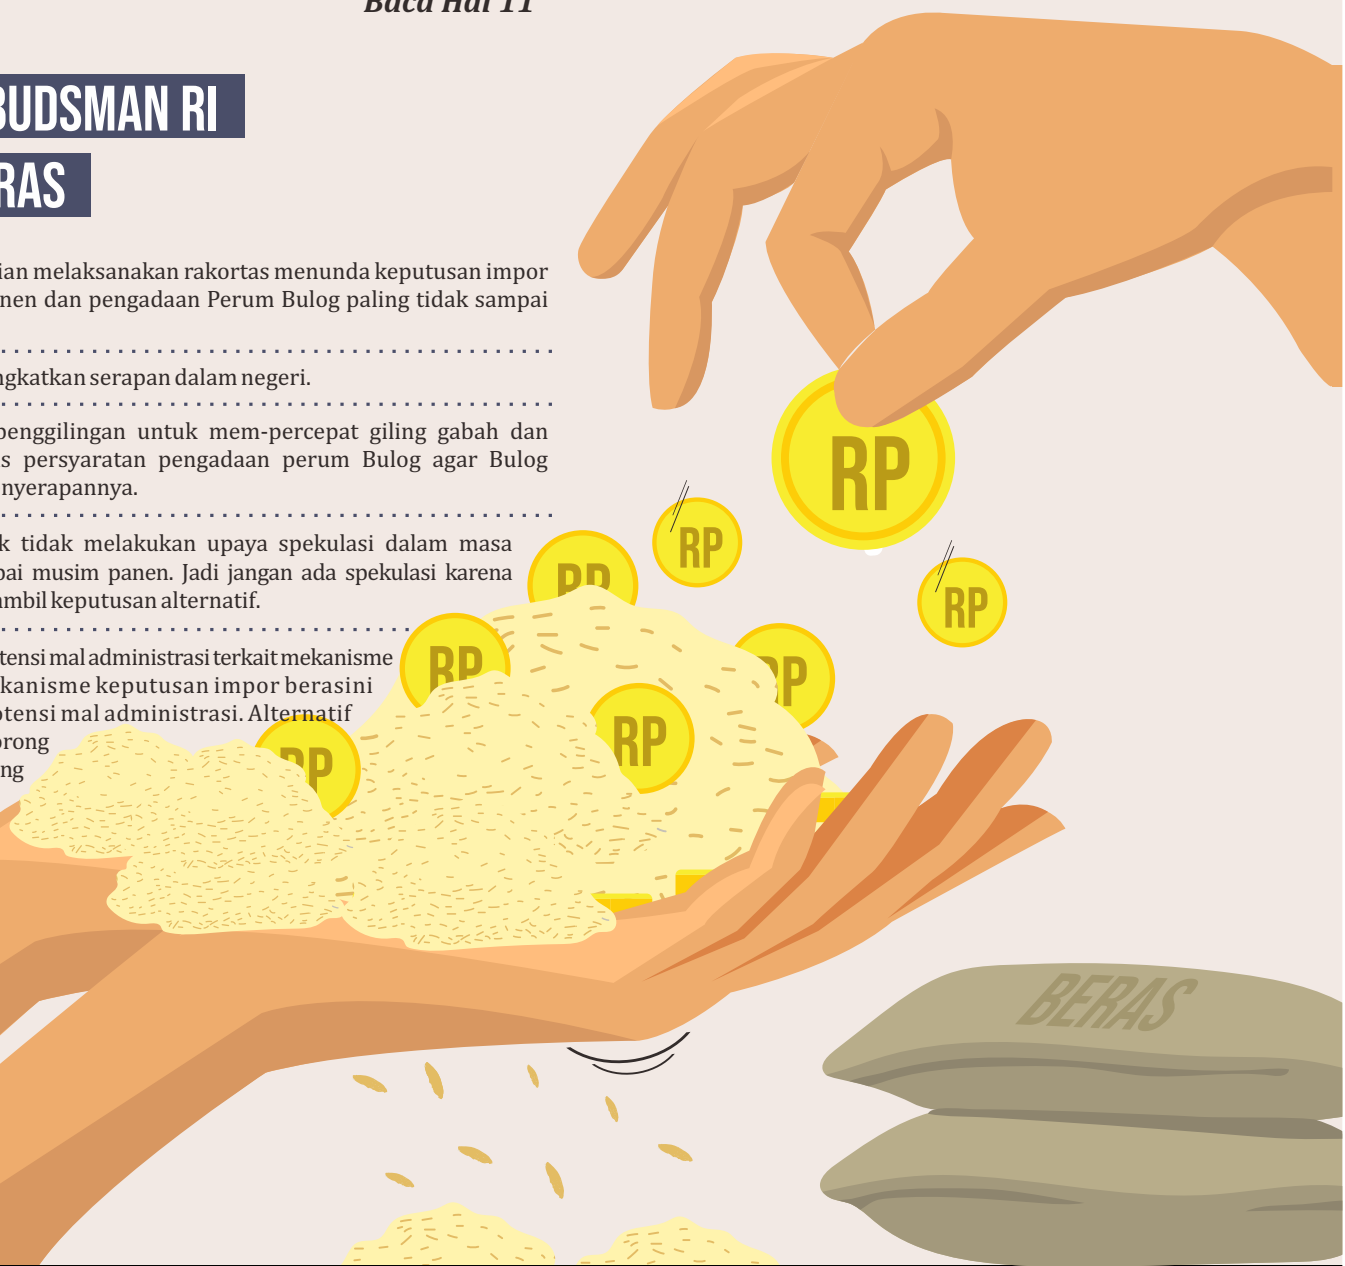 Baca Hal 11
BUDSMAN RI
RAS
ian melaksanakan rakortas menunda keputusan impor
nen dan pengadaan Perum Bulog paling tidak sampai
ngkatkan serapan dalam negeri.
penggilingan untuk mem-percepat giling gabah dan
s persyaratan pengadaan perum Bulog agar Bulog
nyerapannya.
k tidak melakukan upaya spekulasi dalam masa
pai musim panen. Jadi jangan ada spekulasi karena
ambil keputusan alternatif.
tensi mal administrasi terkait mekanisme
kanisme keputusan impor berasini
otensi mal administrasi. Alternatif
orong
ng
RP
RP
RP
RP
RP
RP
RP
RP
BERAS